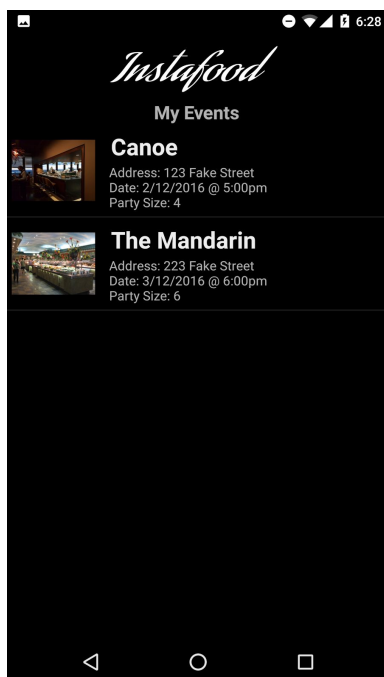 6:28
Instafood
My Events
Canoe
Address: 123 Fake Street
Date: 2/12/2016 @ 5:00pm
Party Size: 4
The Mandarin
Address: 223 Fake Street
Date: 3/12/2016 @ 6:00pm
Party Size: 6